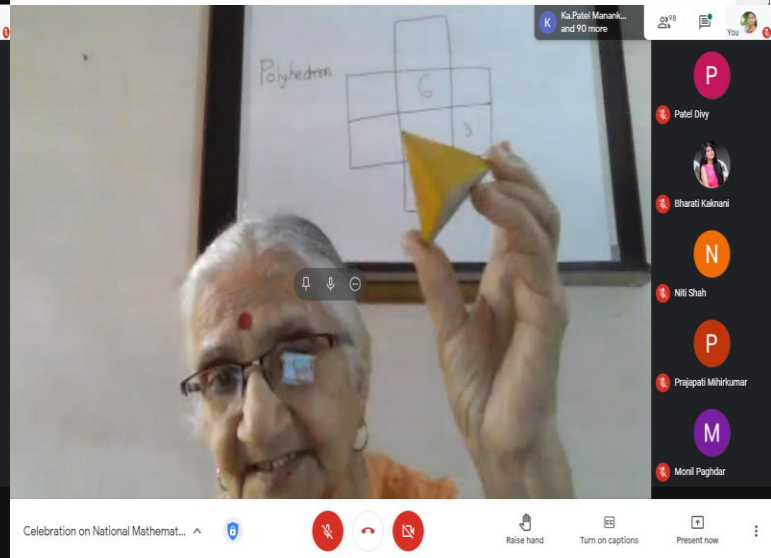 Ka.Patel Manank...
and 90 more
98
You
Polyhedron
6
3
K
P
Patel Divy
Bharati Kaknani
N
Niti Shah
P
Prajapati Mihirkumar
M
Monil Paghdar
Celebration on National Mathemat...
CC
Raise hand
Turn on captions
Present now